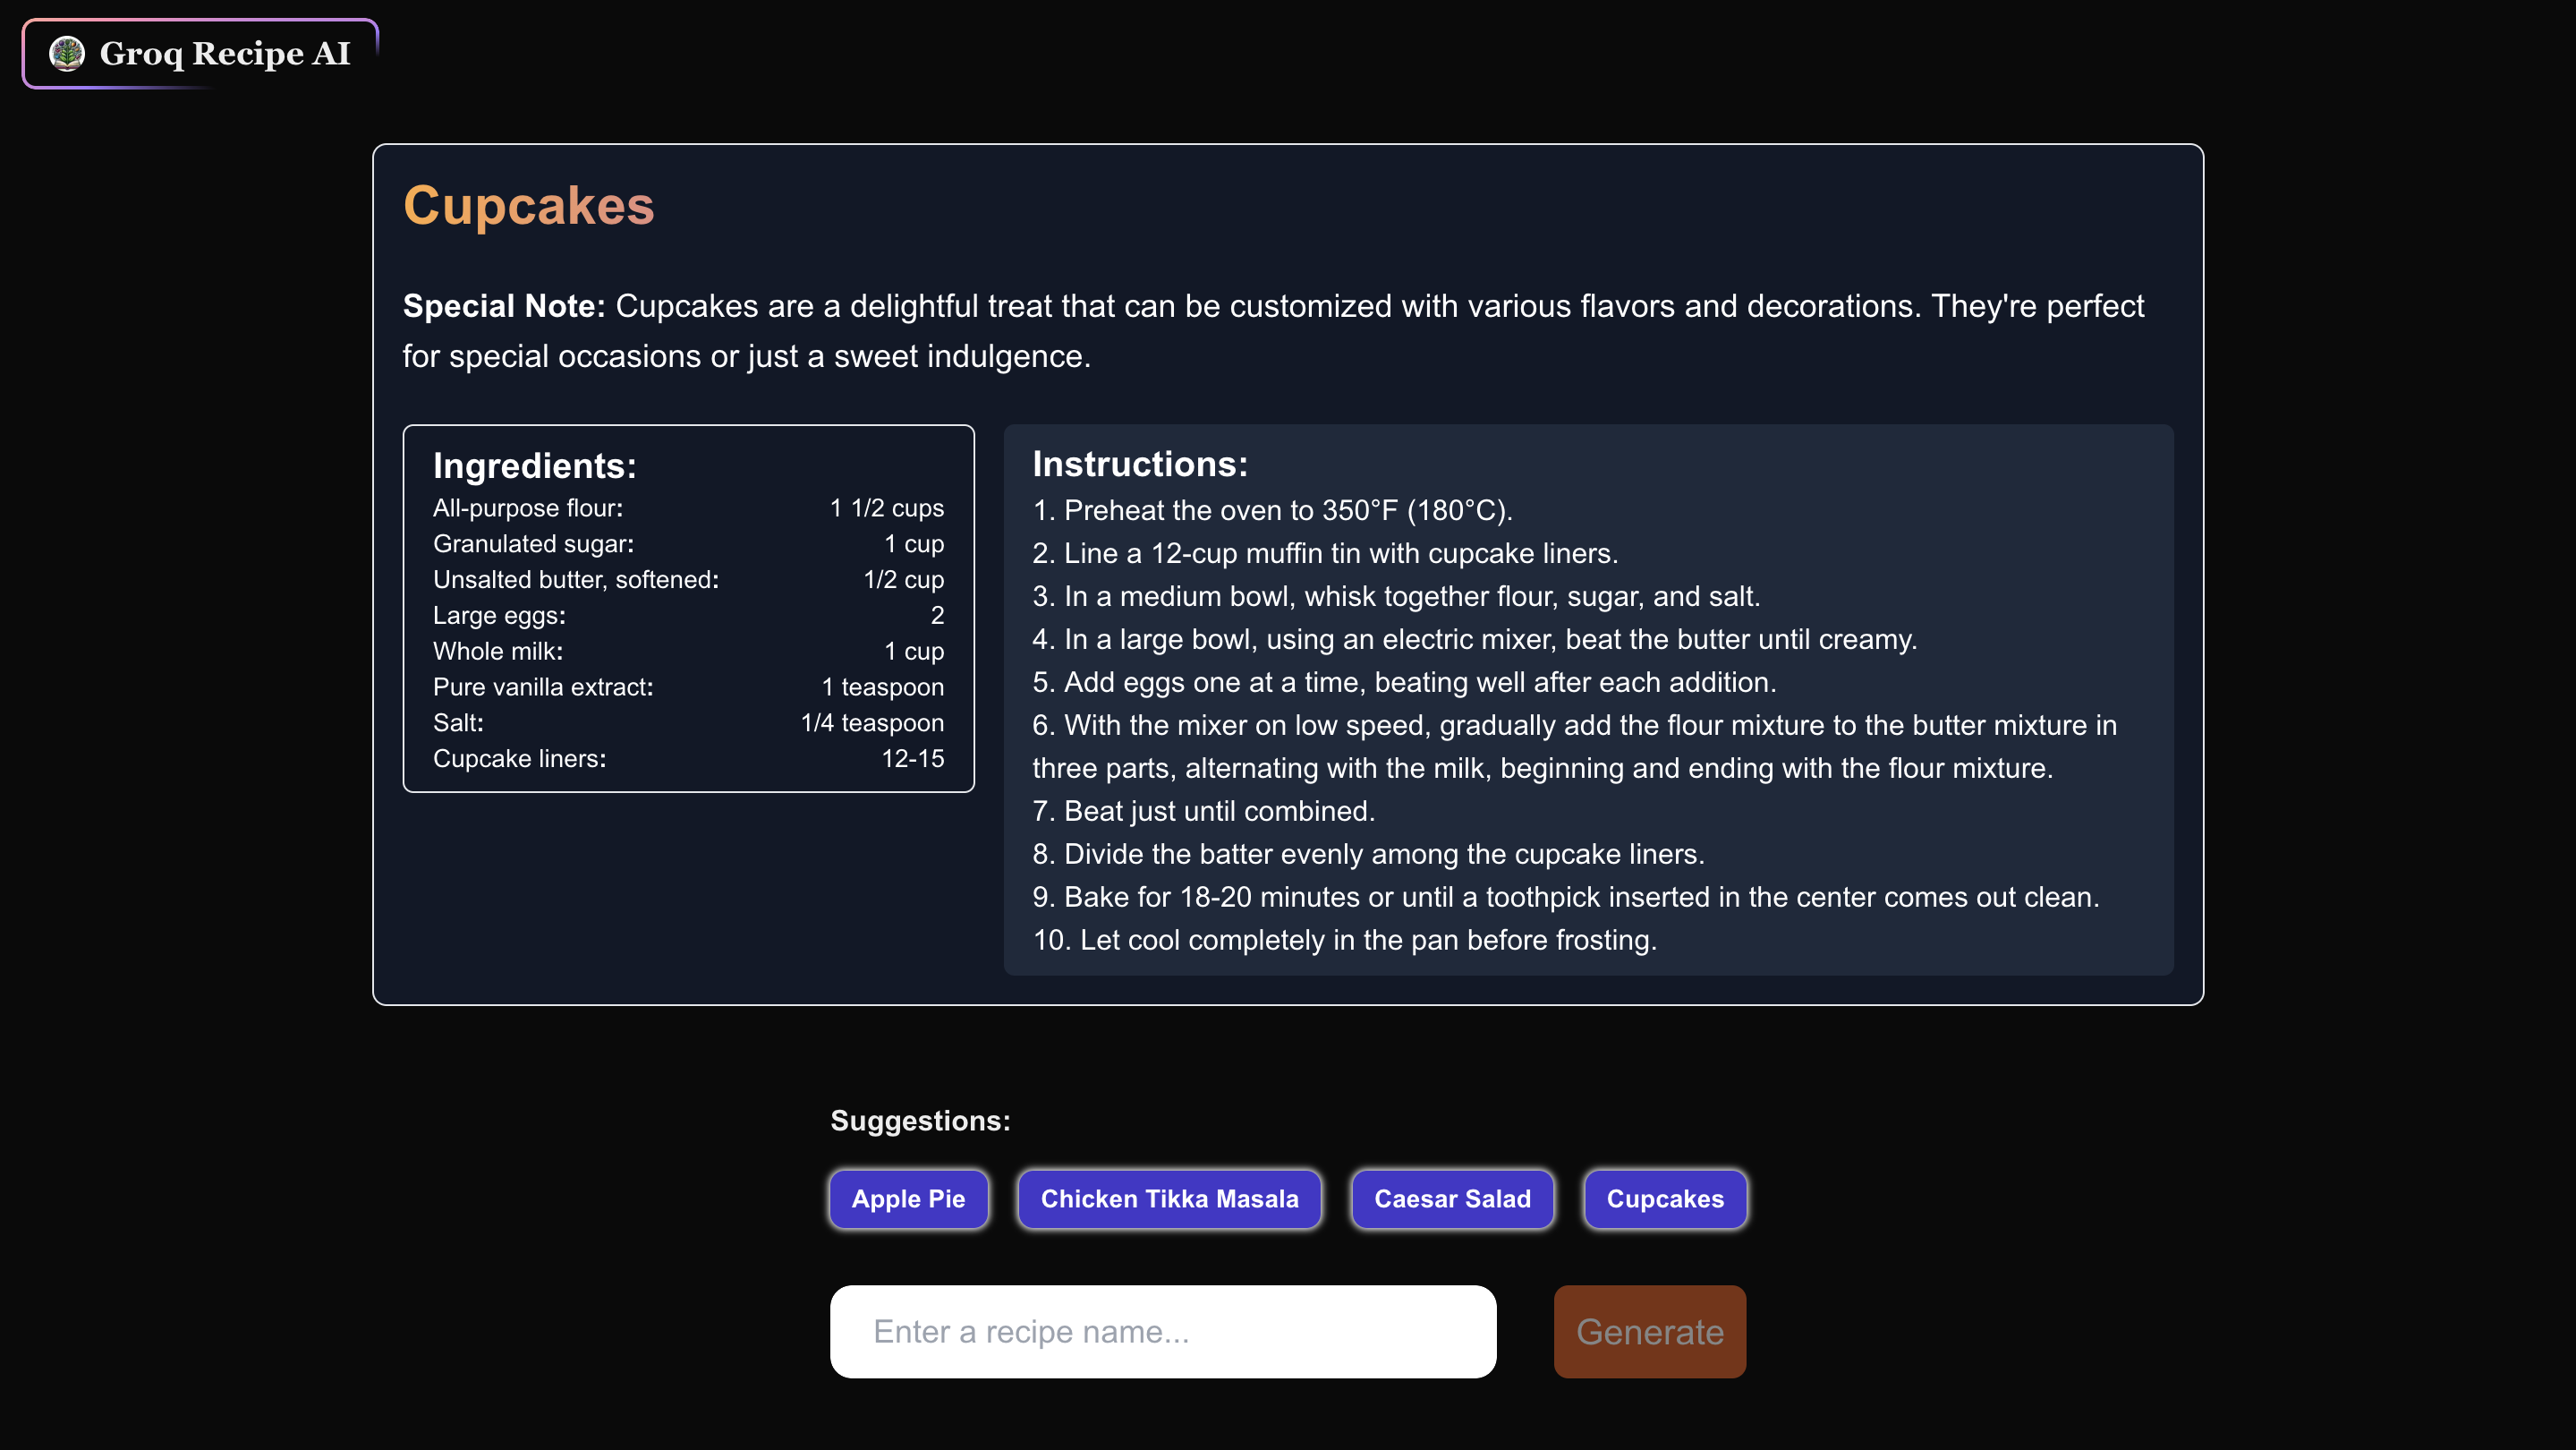 Groq Recipe AI
Cupcakes
Special Note: Cupcakes are a delightful treat that can be customized with various flavors and decorations. They're perfect
for special occasions or just a sweet indulgence.
Ingredients:
All-purpose flour: 1 1/2 cups
Granulated sugar: 1 cup
Unsalted butter, softened: 1/2 cup
Large eggs: 2
Whole milk: 1 cup
Pure vanilla extract: 1 teaspoon
Salt: 1/4 teaspoon
Cupcake liners: 12-15
Instructions:
1. Preheat the oven to 350°F (180°C).
2. Line a 12-cup muffin tin with cupcake liners.
3. In a medium bowl, whisk together flour, sugar, and salt.
4. In a large bowl, using an electric mixer, beat the butter until creamy.
5. Add eggs one at a time, beating well after each addition.
6. With the mixer on low speed, gradually add the flour mixture to the butter mixture in
three parts, alternating with the milk, beginning and ending with the flour mixture.
7. Beat just until combined.
8. Divide the batter evenly among the cupcake liners.
9. Bake for 18-20 minutes or until a toothpick inserted in the center comes out clean.
10. Let cool completely in the pan before frosting.
Suggestions:
Apple Pie Chicken Tikka Masala Caesar Salad Cupcakes
Enter a recipe name... Generate